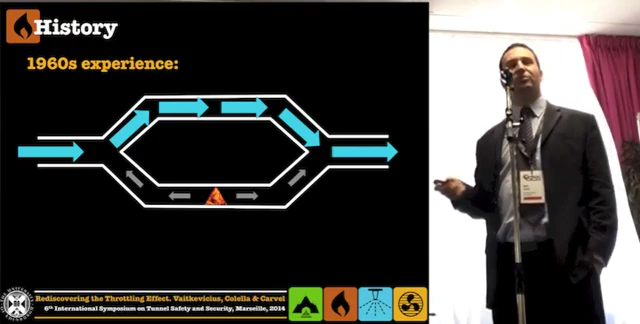 History
1960s experience:
Rediscovering the Throttling Effect. Vaitkevicius, Colella & Carvel
6th International Symposium on Tunnel Safety and Security, Marseille, 2014